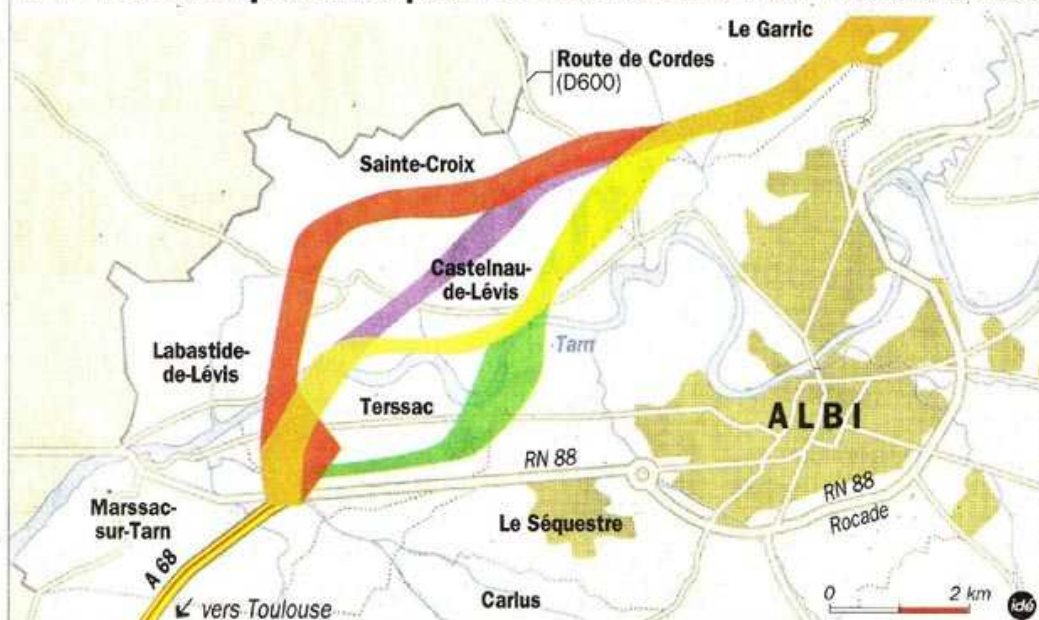 Le Garric
Route de Cordes
(D600)
Sainte-Croix
Castelnau-
de-Lévis
Labastide-
de-Lévis
Tarn
Terssac
ALBI
RN 88
RN 88
Rocade
Marssac-
sur-Tarn
Le Séquestre
A 68
Carlus
vers Toulouse
0 2 km
idé